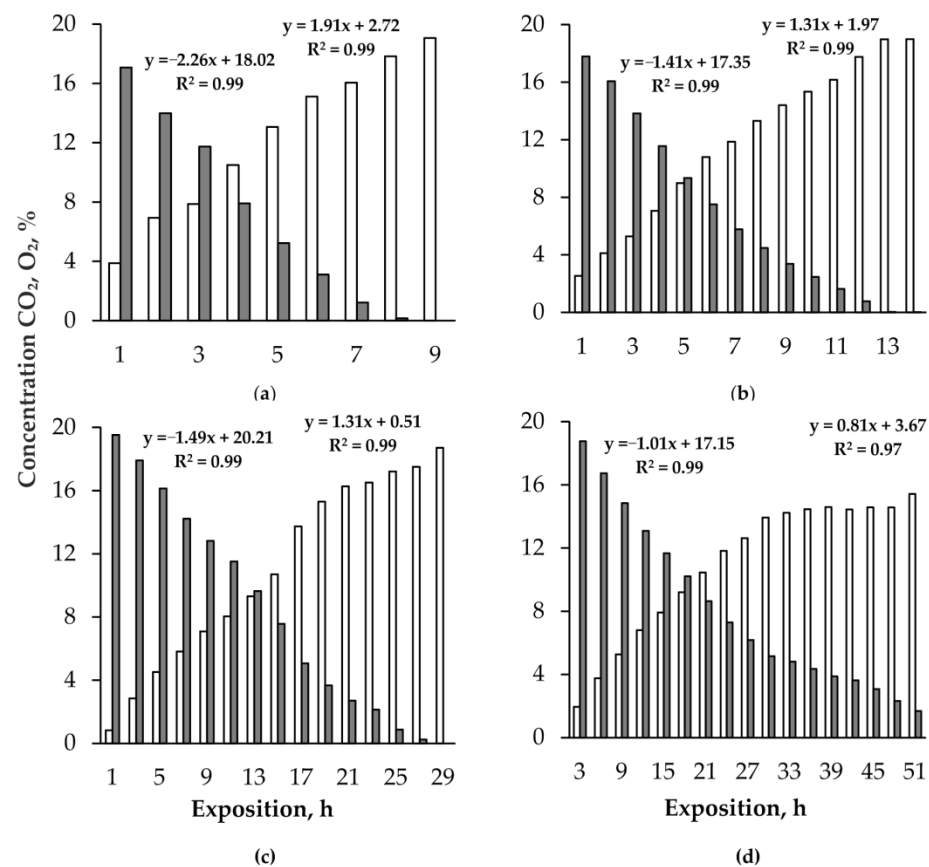 Concentration CO₂, O₂, %
20
16
12
8
4
0
y =−2.26x + 18.02
R² = 0.99
y = 1.91x + 2.72
R² = 0.99
1 3 5 7 9
(a)
20
16
12
8
4
0
y =−1.41x + 17.35
R² = 0.99
y = 1.31x + 1.97
R² = 0.99
1 3 5 7 9 11 13
(b)
20
16
12
8
4
0
y =−1.49x + 20.21
R² = 0.99
y = 1.31x + 0.51
R² = 0.99
1 5 9 13 17 21 25 29
Exposition, h
(c)
20
16
12
8
4
0
y =−1.01x + 17.15
R² = 0.99
y = 0.81x + 3.67
R² = 0.97
3 9 15 21 27 33 39 45 51
Exposition, h
(d)